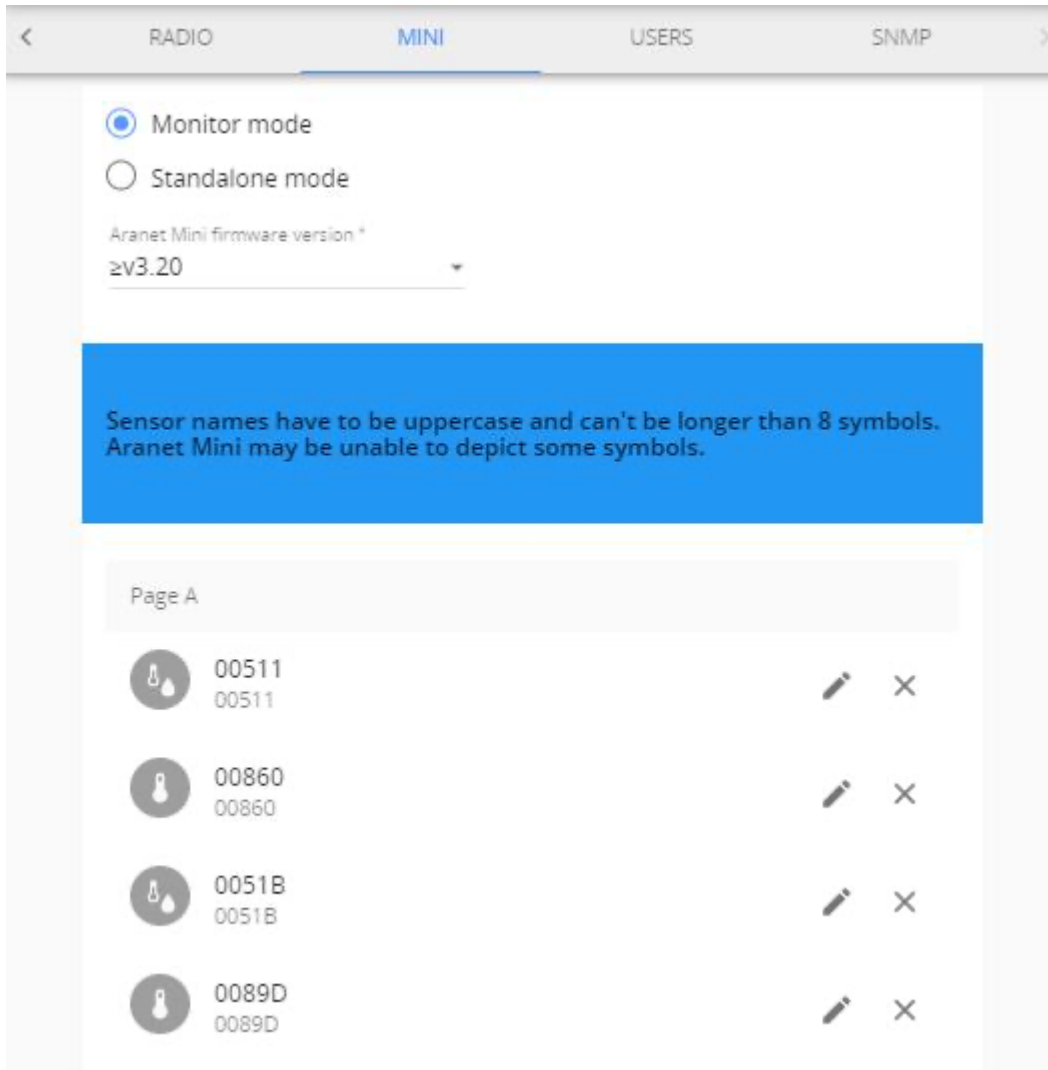 RADIO MINI USERS SNMP
Monitor mode
Standalone mode
Aranet Mini firmware version *
≥v3.20
Sensor names have to be uppercase and can't be longer than 8 symbols.
Aranet Mini may be unable to depict some symbols.
Page A
00511
00511
00860
00860
0051B
0051B
0089D
0089D